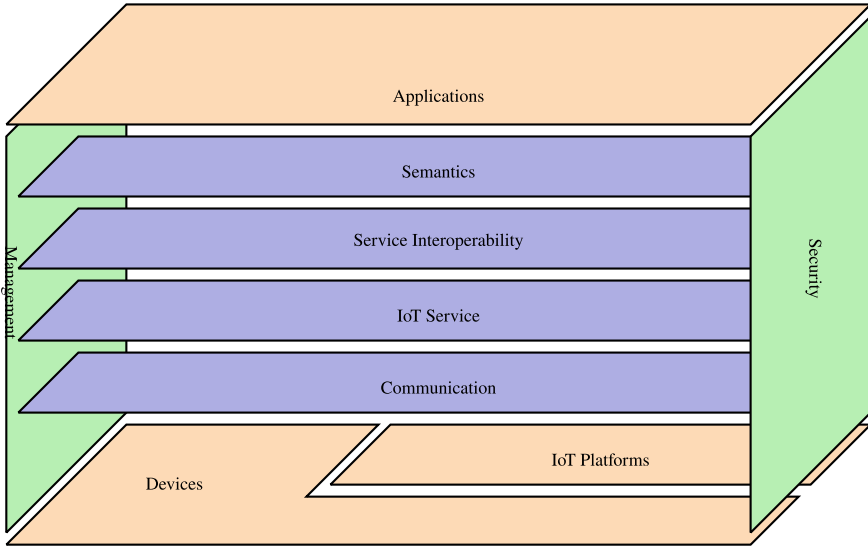 Applications
Semantics
Service Interoperability
Management
Security
IoT Service
Communication
IoT Platforms
Devices